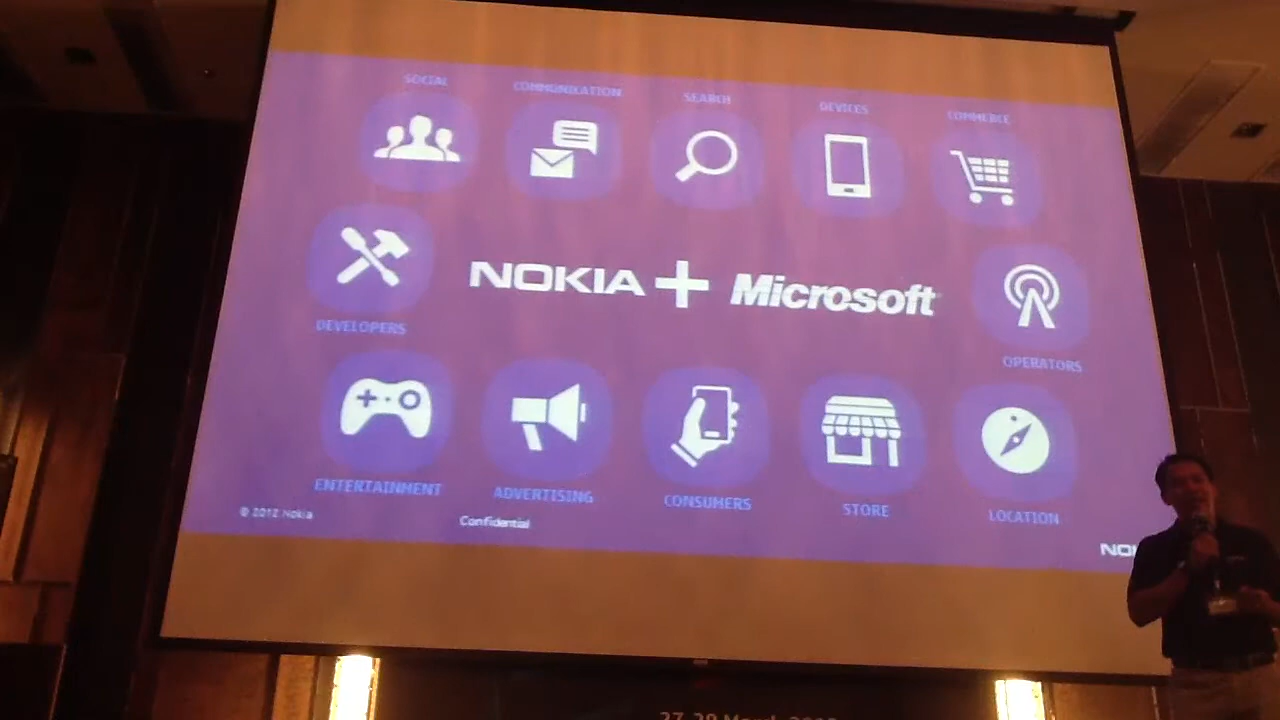 SOCIAL
COMMUNICATION
SEARCH
DEVICES
COMMERCE
NOKIA + Microsoft
DEVELOPERS
OPERATORS
ENTERTAINMENT
ADVERTISING
CONSUMERS
STORE
LOCATION
© 2012 Nokia
Confidential